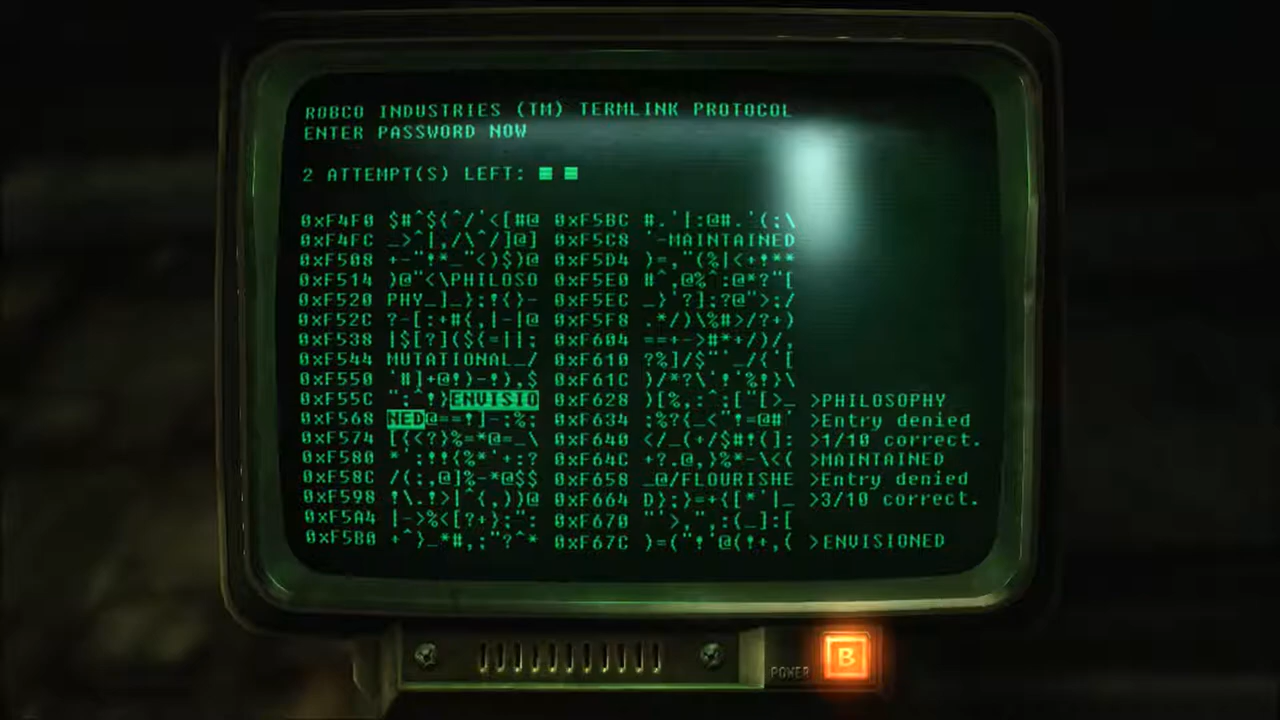 ROBCO INDUSTRIES (TM) TERMLINK PROTOCOL
ENTER PASSWORD NOW
2 ATTEMPT(S) LEFT:
0xF4F0 $#^$(^/'<[#@ 0xF5BC #.'|:@#.'(;\
0xF4FC _>^|,/\^/]@] 0xF5C8 '-MAINTAINED
0xF508 +-"!*_"<)$)@ 0xF5D4 )=,"(%|<+!**
0xF514 )@"<\PHILOSO 0xF5E0 #^,@%^:@*?"[
0xF520 PHY_]_};!{}- 0xF5EC _}'?];?@">;/
0xF52C ?-[:+#{,|-|@ 0xF5F8 .*/)\%#>/?+)
0xF538 |$[?](${=||; 0xF604 ==+->#*+/)/,
0xF544 MUTATIONAL_/ 0xF610 ?%]/$"'_/{'[
0xF550 '#]+@!)-!),$ 0xF61C )/*?\'!'%!}\
0xF55C ":^!}ENVISIO 0xF628 )[%,:^:["[>_ >PHILOSOPHY
0xF568 NED@==!]-:%; 0xF634 :%?{_<"!=@#' >Entry denied
0xF574 [{<?}%=*@=_\ 0xF640 </_(+/$#!(]: >1/10 correct.
0xF580 *':!!{%*'+:? 0xF64C +?.@,}%*-\<( >MAINTAINED
0xF58C /(:,@]%-*@$$ 0xF658 _@/FLOURISHE >Entry denied
0xF598 !\.!>|^{,))@ 0xF664 D};}=+{[*'|_ >3/10 correct.
0xF5A4 |->%<[?+};": 0xF670 "'>,",:(_]:[
0xF5B0 +^}_*#,;"?^* 0xF67C )=("!'@(!+,( >ENVISIONED
POWER
B